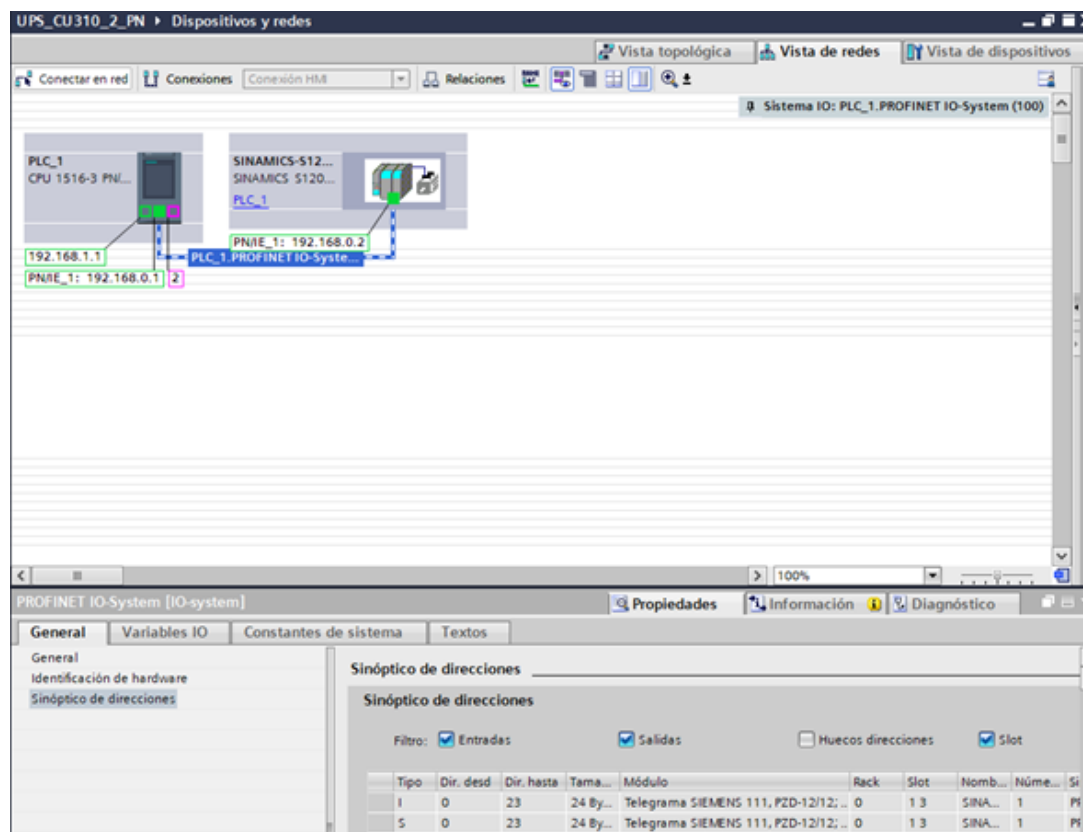 UPS_CU310_2_PN ▸ Dispositivos y redes
Vista topológica Vista de redes Vista de dispositivos
Conectar en red Conexiones Conexión HMI Relaciones
Sistema IO: PLC_1.PROFINET IO-System (100)
PLC_1
CPU 1516-3 PN/...
SINAMICS-S12...
SINAMICS S120...
PLC_1
PN/IE_1: 192.168.0.2
192.168.1.1
PLC_1.PROFINET IO-Syste...
PN/IE_1: 192.168.0.1 2
100%
PROFINET IO-System [IO-system]
Propiedades Información Diagnóstico
General Variables IO Constantes de sistema Textos
General
Identificación de hardware
Sinóptico de direcciones
Sinóptico de direcciones
Sinóptico de direcciones
Filtro: Entradas Salidas Huecos direcciones Slot
Tipo Dir. desd Dir. hasta Tama... Módulo Rack Slot Nomb... Núme... Si
I 0 23 24 By... Telegrama SIEMENS 111, PZD-12/12; .. 0 1 3 SINA... 1
S 0 23 24 By... Telegrama SIEMENS 111, PZD-12/12; .. 0 1 3 SINA... 1